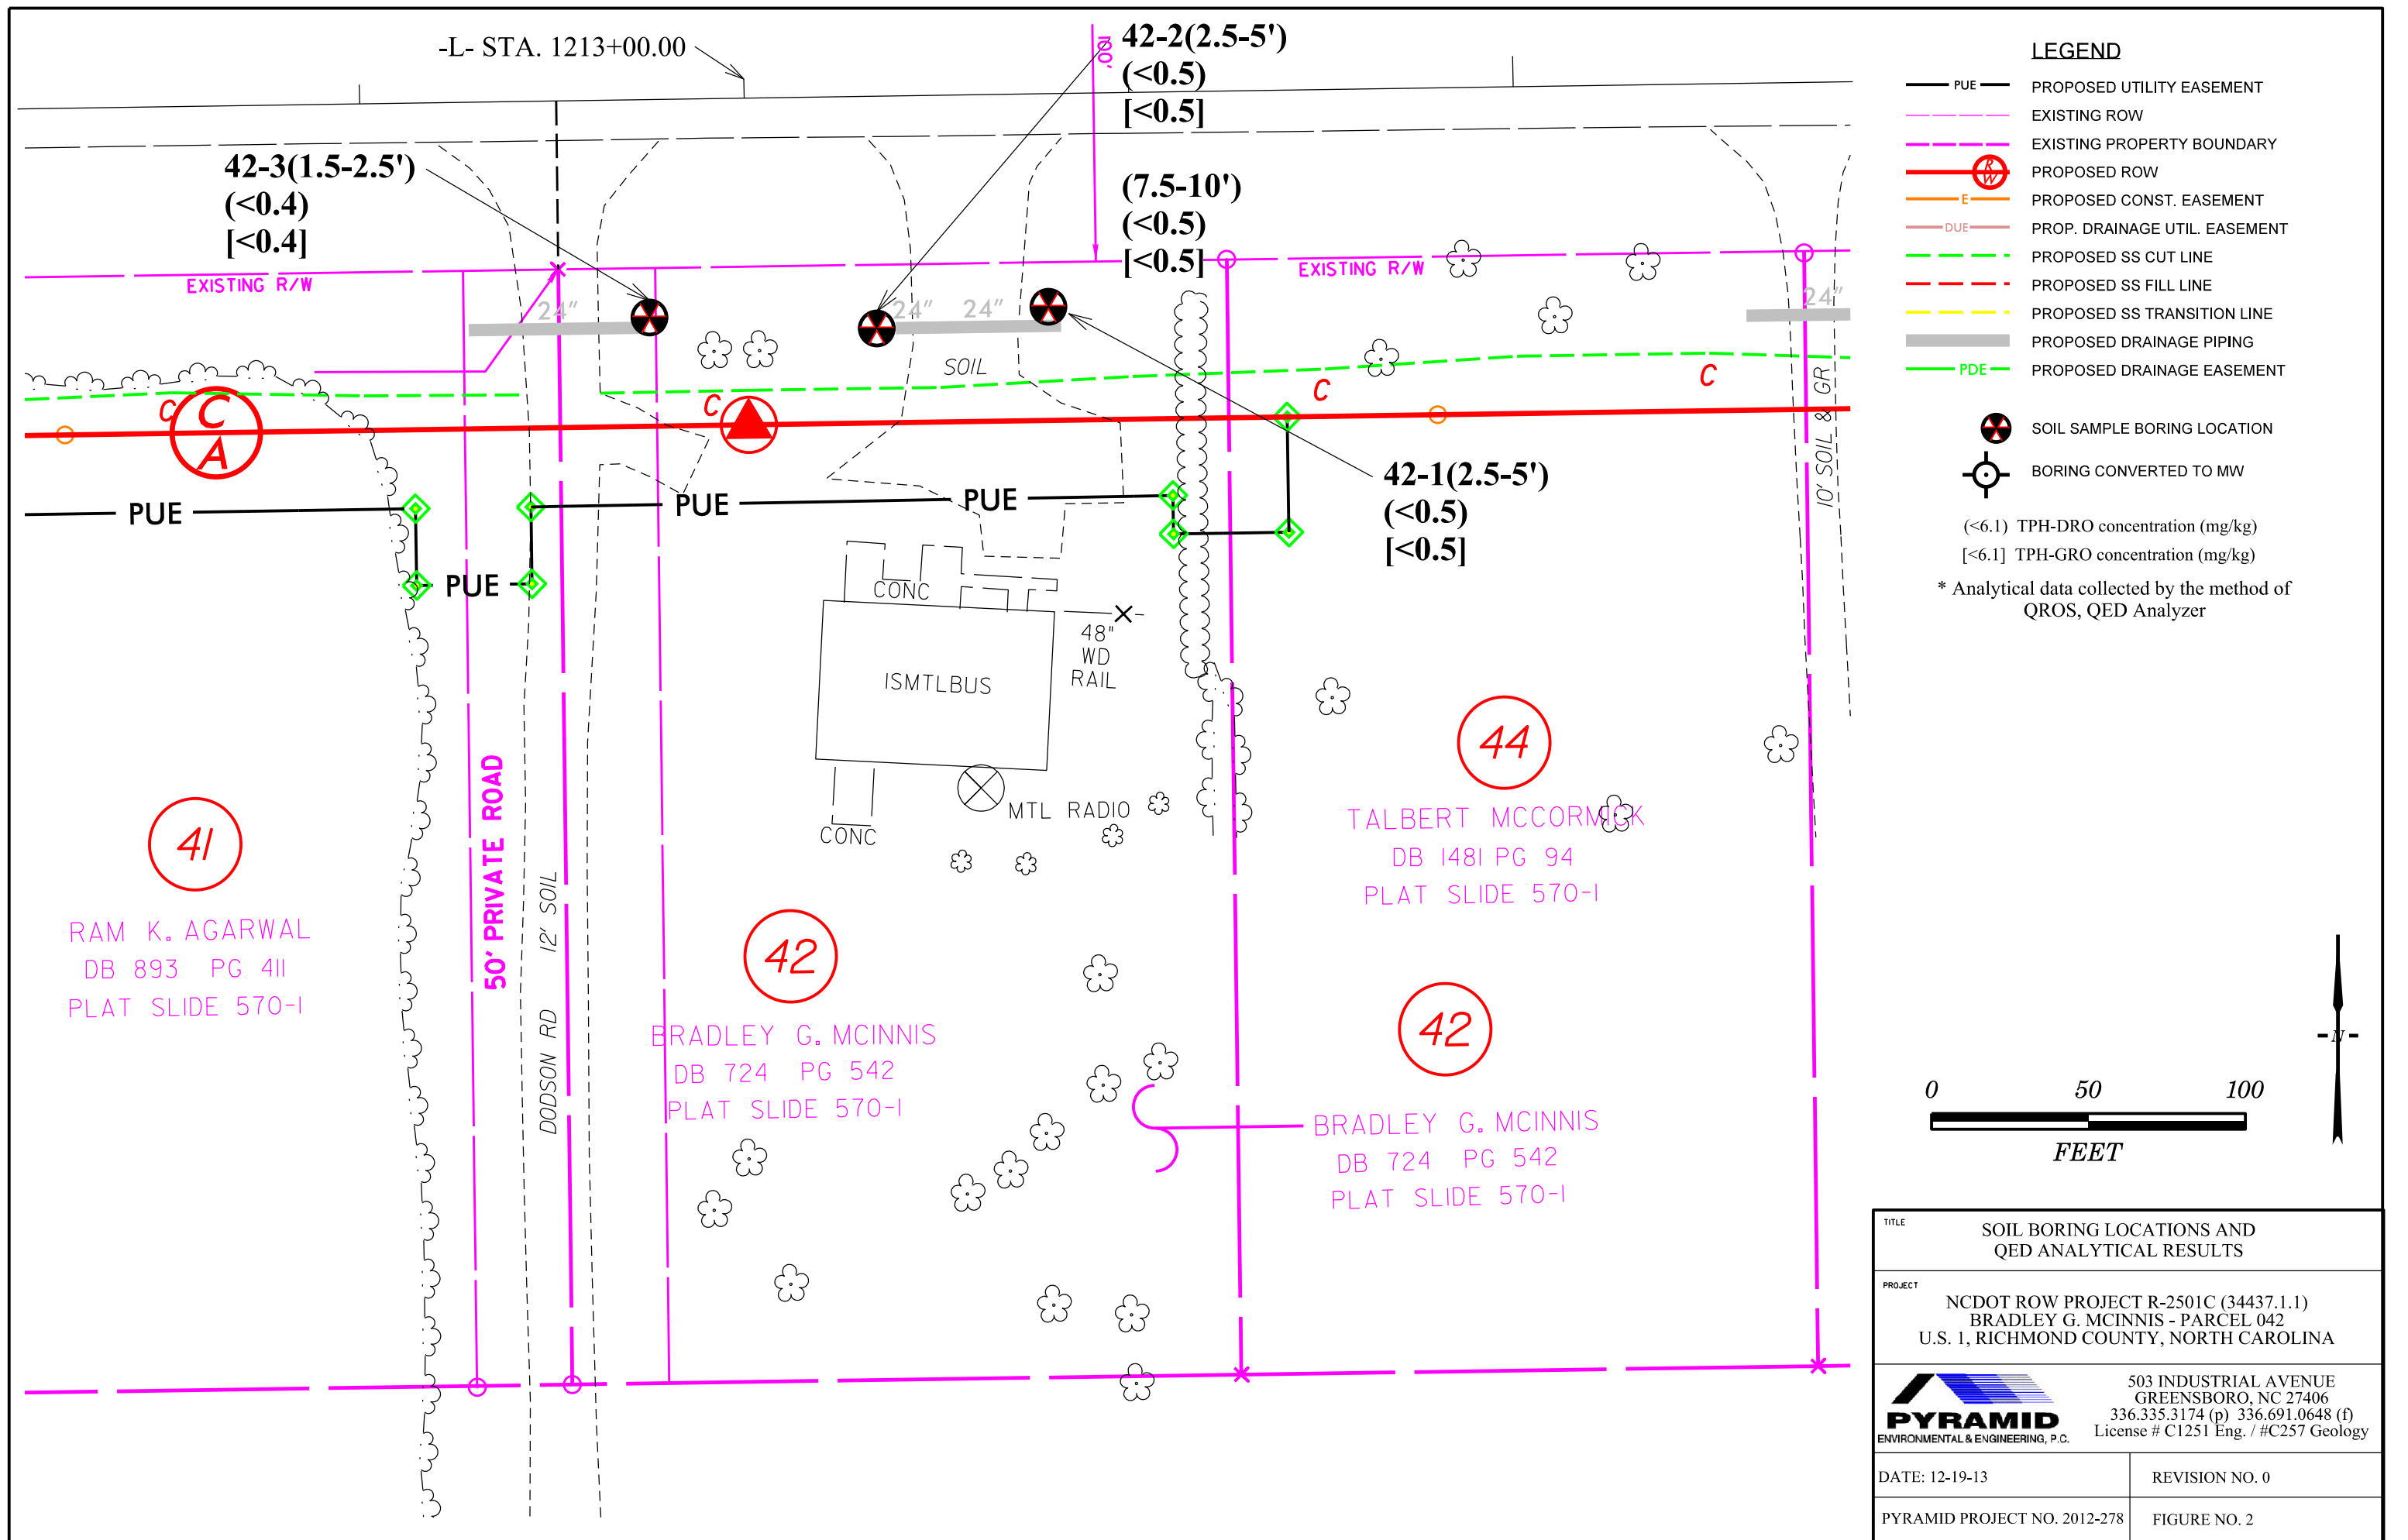 -L- STA. 1213+00.00
100'
42-2(2.5-5')
(<0.5)
[<0.5]
(7.5-10')
(<0.5)
[<0.5]
42-3(1.5-2.5')
(<0.4)
[<0.4]
EXISTING R/W
EXISTING R/W
24"
24" 24"
24"
SOIL
C
C
A
C
C
C
PUE
PUE
PUE
PUE
42-1(2.5-5')
(<0.5)
[<0.5]
10' SOIL & GR
CONC
48"
WD
RAIL
ISMTLBUS
MTL RADIO
CONC
50' PRIVATE ROAD
DODSON RD 12' SOIL
41
RAM K. AGARWAL
DB 893 PG 411
PLAT SLIDE 570-1
42
BRADLEY G. MCINNIS
DB 724 PG 542
PLAT SLIDE 570-1
44
TALBERT MCCORMICK
DB 1481 PG 94
PLAT SLIDE 570-1
42
BRADLEY G. MCINNIS
DB 724 PG 542
PLAT SLIDE 570-1
LEGEND
PUE PROPOSED UTILITY EASEMENT
EXISTING ROW
EXISTING PROPERTY BOUNDARY
R W PROPOSED ROW
E PROPOSED CONST. EASEMENT
DUE PROP. DRAINAGE UTIL. EASEMENT
PROPOSED SS CUT LINE
PROPOSED SS FILL LINE
PROPOSED SS TRANSITION LINE
PROPOSED DRAINAGE PIPING
PDE PROPOSED DRAINAGE EASEMENT
SOIL SAMPLE BORING LOCATION
BORING CONVERTED TO MW
(<6.1) TPH-DRO concentration (mg/kg)
[<6.1] TPH-GRO concentration (mg/kg)
* Analytical data collected by the method of
QROS, QED Analyzer
N
0 50 100
FEET
TITLE
SOIL BORING LOCATIONS AND
QED ANALYTICAL RESULTS
PROJECT
NCDOT ROW PROJECT R-2501C (34437.1.1)
BRADLEY G. MCINNIS - PARCEL 042
U.S. 1, RICHMOND COUNTY, NORTH CAROLINA
PYRAMID
ENVIRONMENTAL & ENGINEERING, P.C.
503 INDUSTRIAL AVENUE
GREENSBORO, NC 27406
336.335.3174 (p) 336.691.0648 (f)
License # C1251 Eng. / #C257 Geology
DATE: 12-19-13
REVISION NO. 0
PYRAMID PROJECT NO. 2012-278
FIGURE NO. 2